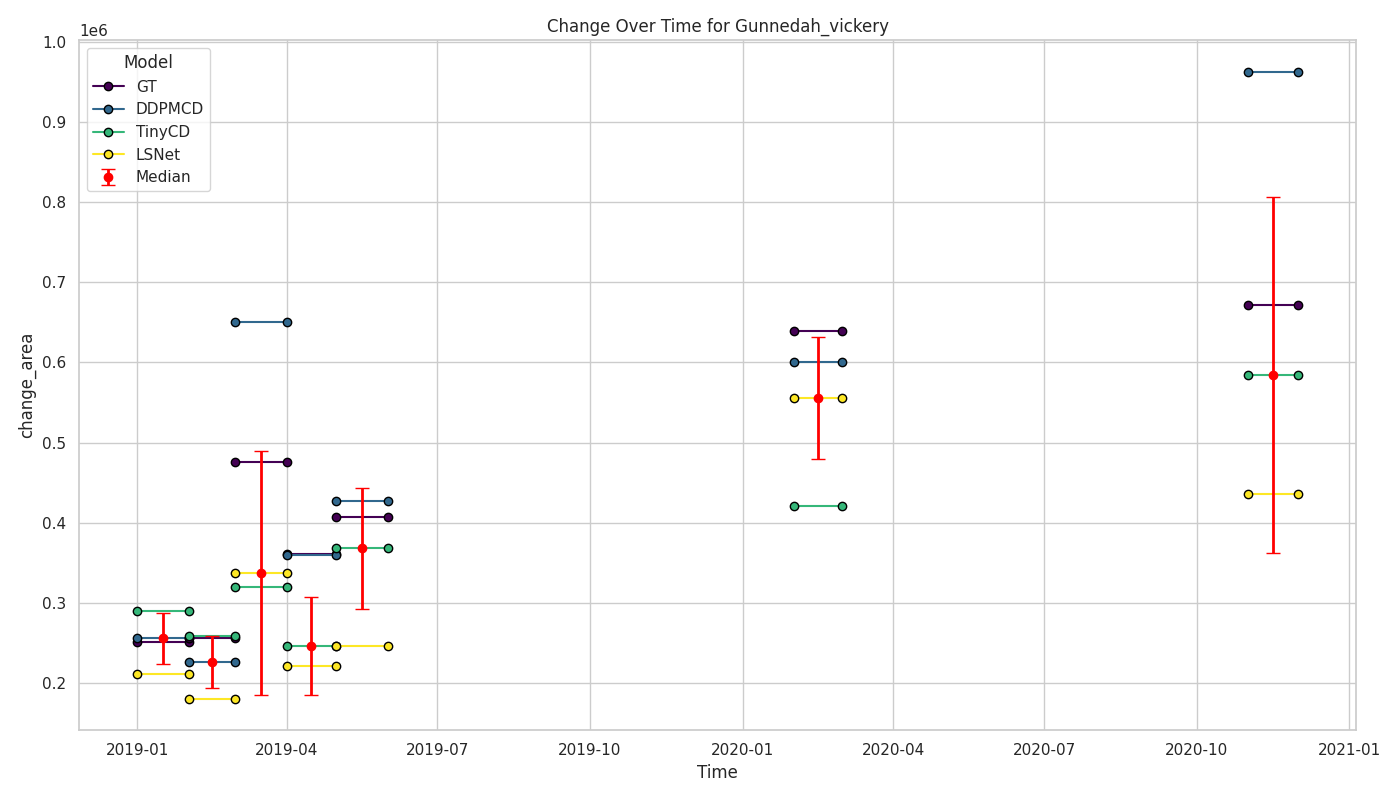 Change Over Time for Gunnedah_vickery
1e6
1.0
0.9
0.8
0.7
0.6
0.5
0.4
0.3
0.2
change_area
Model
GT
DDPMCD
TinyCD
LSNet
Median
2019-01
2019-04
2019-07
2019-10
2020-01
2020-04
2020-07
2020-10
2021-01
Time